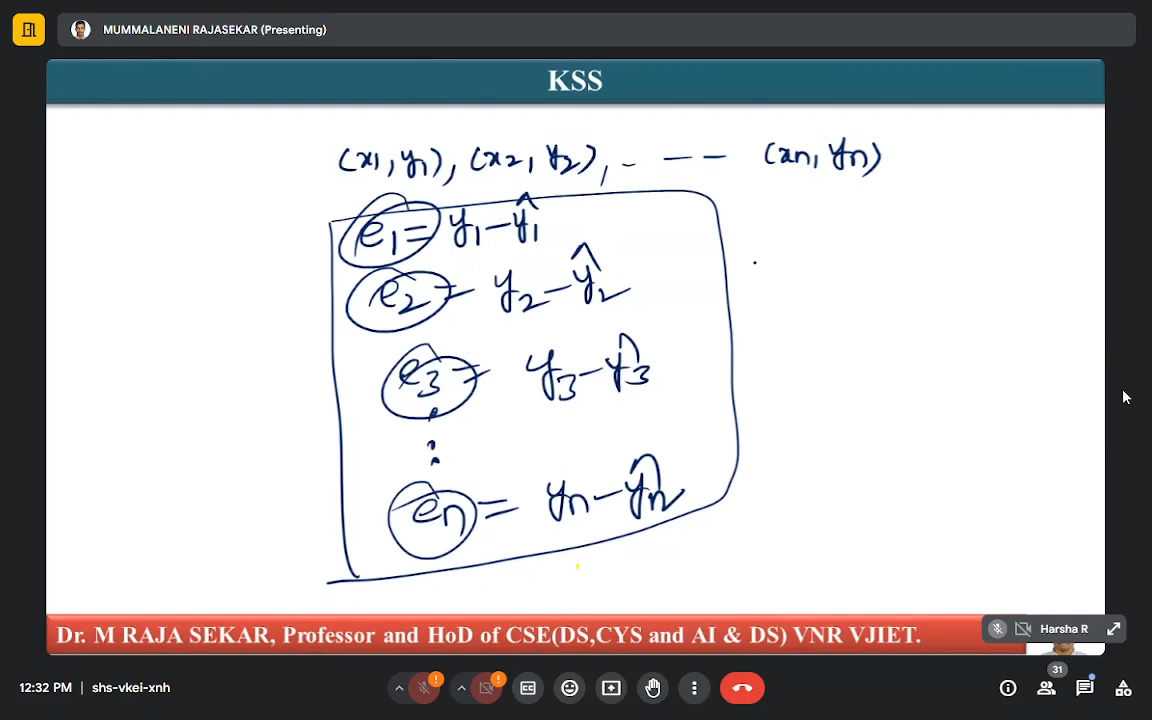 MUMMALANENI RAJASEKAR (Presenting)
KSS
(x1, y1), (x2, y2), - - - - (xn, yn)
e1 = y1 - ŷ1
e2 = y2 - ŷ2
e3 = y3 - ŷ3
⋮
en = yn - ŷn
Dr. M RAJA SEKAR, Professor and HoD of CSE(DS,CYS and AI & DS) VNR VJIET.
Harsha R
31
12:32 PM | shs-vkei-xnh